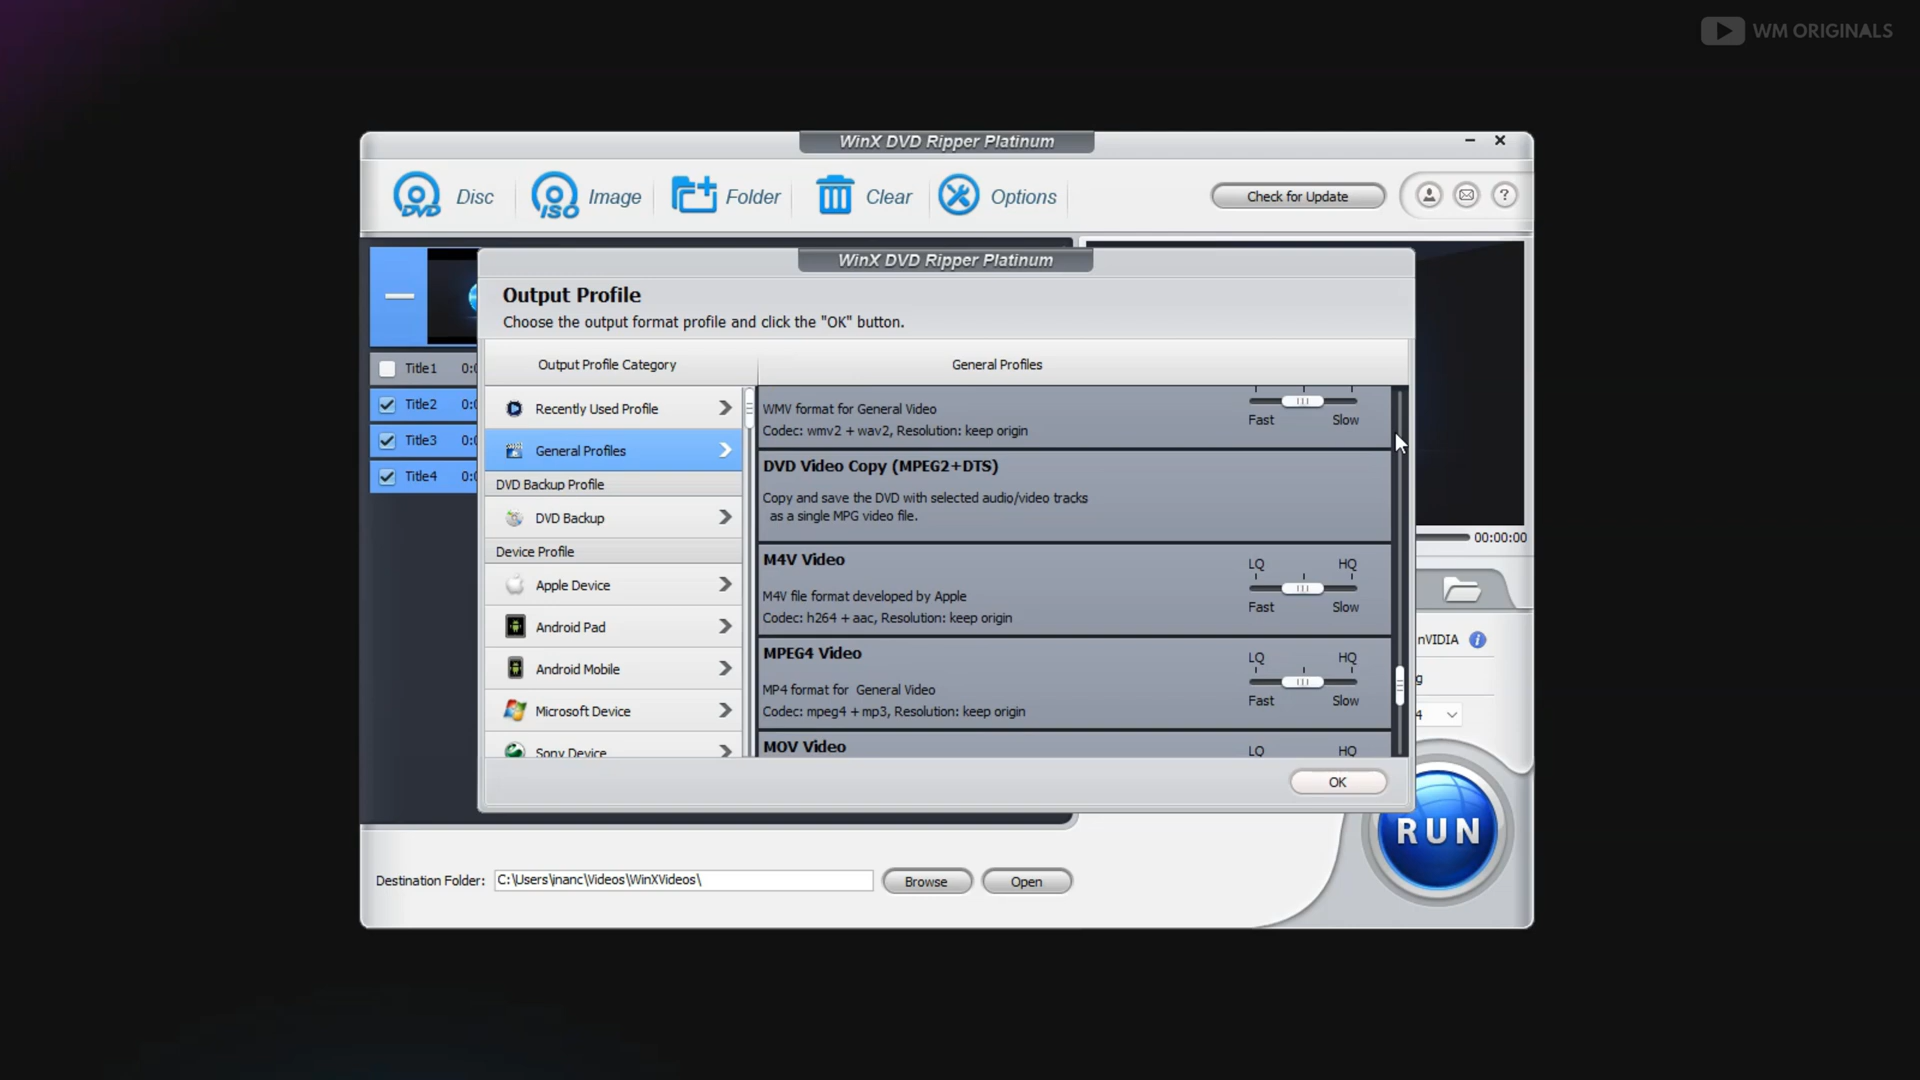 WM ORIGINALS
WinX DVD Ripper Platinum
DVD Disc
ISO Image
Folder
Clear
Options
Check for Update
?
WinX DVD Ripper Platinum
Output Profile
Choose the output format profile and click the "OK" button.
Output Profile Category
General Profiles
Title1
Title2
Title3
Title4
Recently Used Profile
General Profiles
DVD Backup Profile
DVD Backup
Device Profile
Apple Device
Android Pad
Android Mobile
Microsoft Device
Sony Device
WMV format for General Video
Codec: wmv2 + wav2, Resolution: keep origin
Fast Slow
DVD Video Copy (MPEG2+DTS)
Copy and save the DVD with selected audio/video tracks
as a single MPG video file.
M4V Video
LQ HQ
M4V file format developed by Apple
Codec: h264 + aac, Resolution: keep origin
Fast Slow
MPEG4 Video
LQ HQ
MP4 format for General Video
Codec: mpeg4 + mp3, Resolution: keep origin
Fast Slow
MOV Video
LQ HQ
OK
00:00:00
nVIDIA i
g
4
RUN
Destination Folder: C:\Users\inanc\Videos\WinXVideos\
Browse
Open